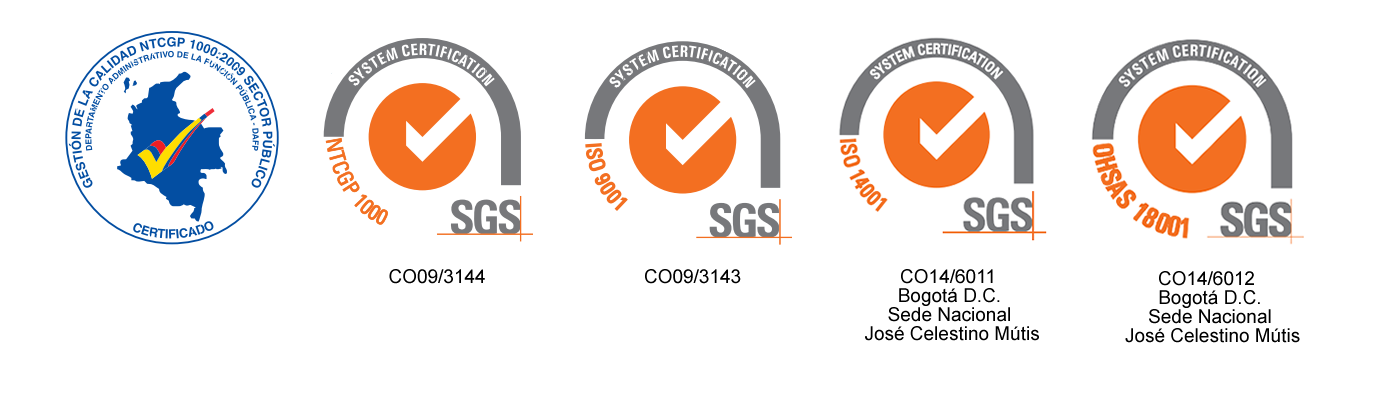 GESTIÓN DE LA CALIDAD NTCGP 1000:2009 SECTOR PÚBLICO
DEPARTAMENTO ADMINISTRATIVO DE LA FUNCIÓN PÚBLICA - DAFP
CERTIFICADO
SYSTEM CERTIFICATION
NTCGP 1000
SGS
CO09/3144
SYSTEM CERTIFICATION
ISO 9001
SGS
CO09/3143
SYSTEM CERTIFICATION
ISO 14001
SGS
CO14/6011
Bogotá D.C.
Sede Nacional
José Celestino Mútis
SYSTEM CERTIFICATION
OHSAS 18001
SGS
CO14/6012
Bogotá D.C.
Sede Nacional
José Celestino Mútis